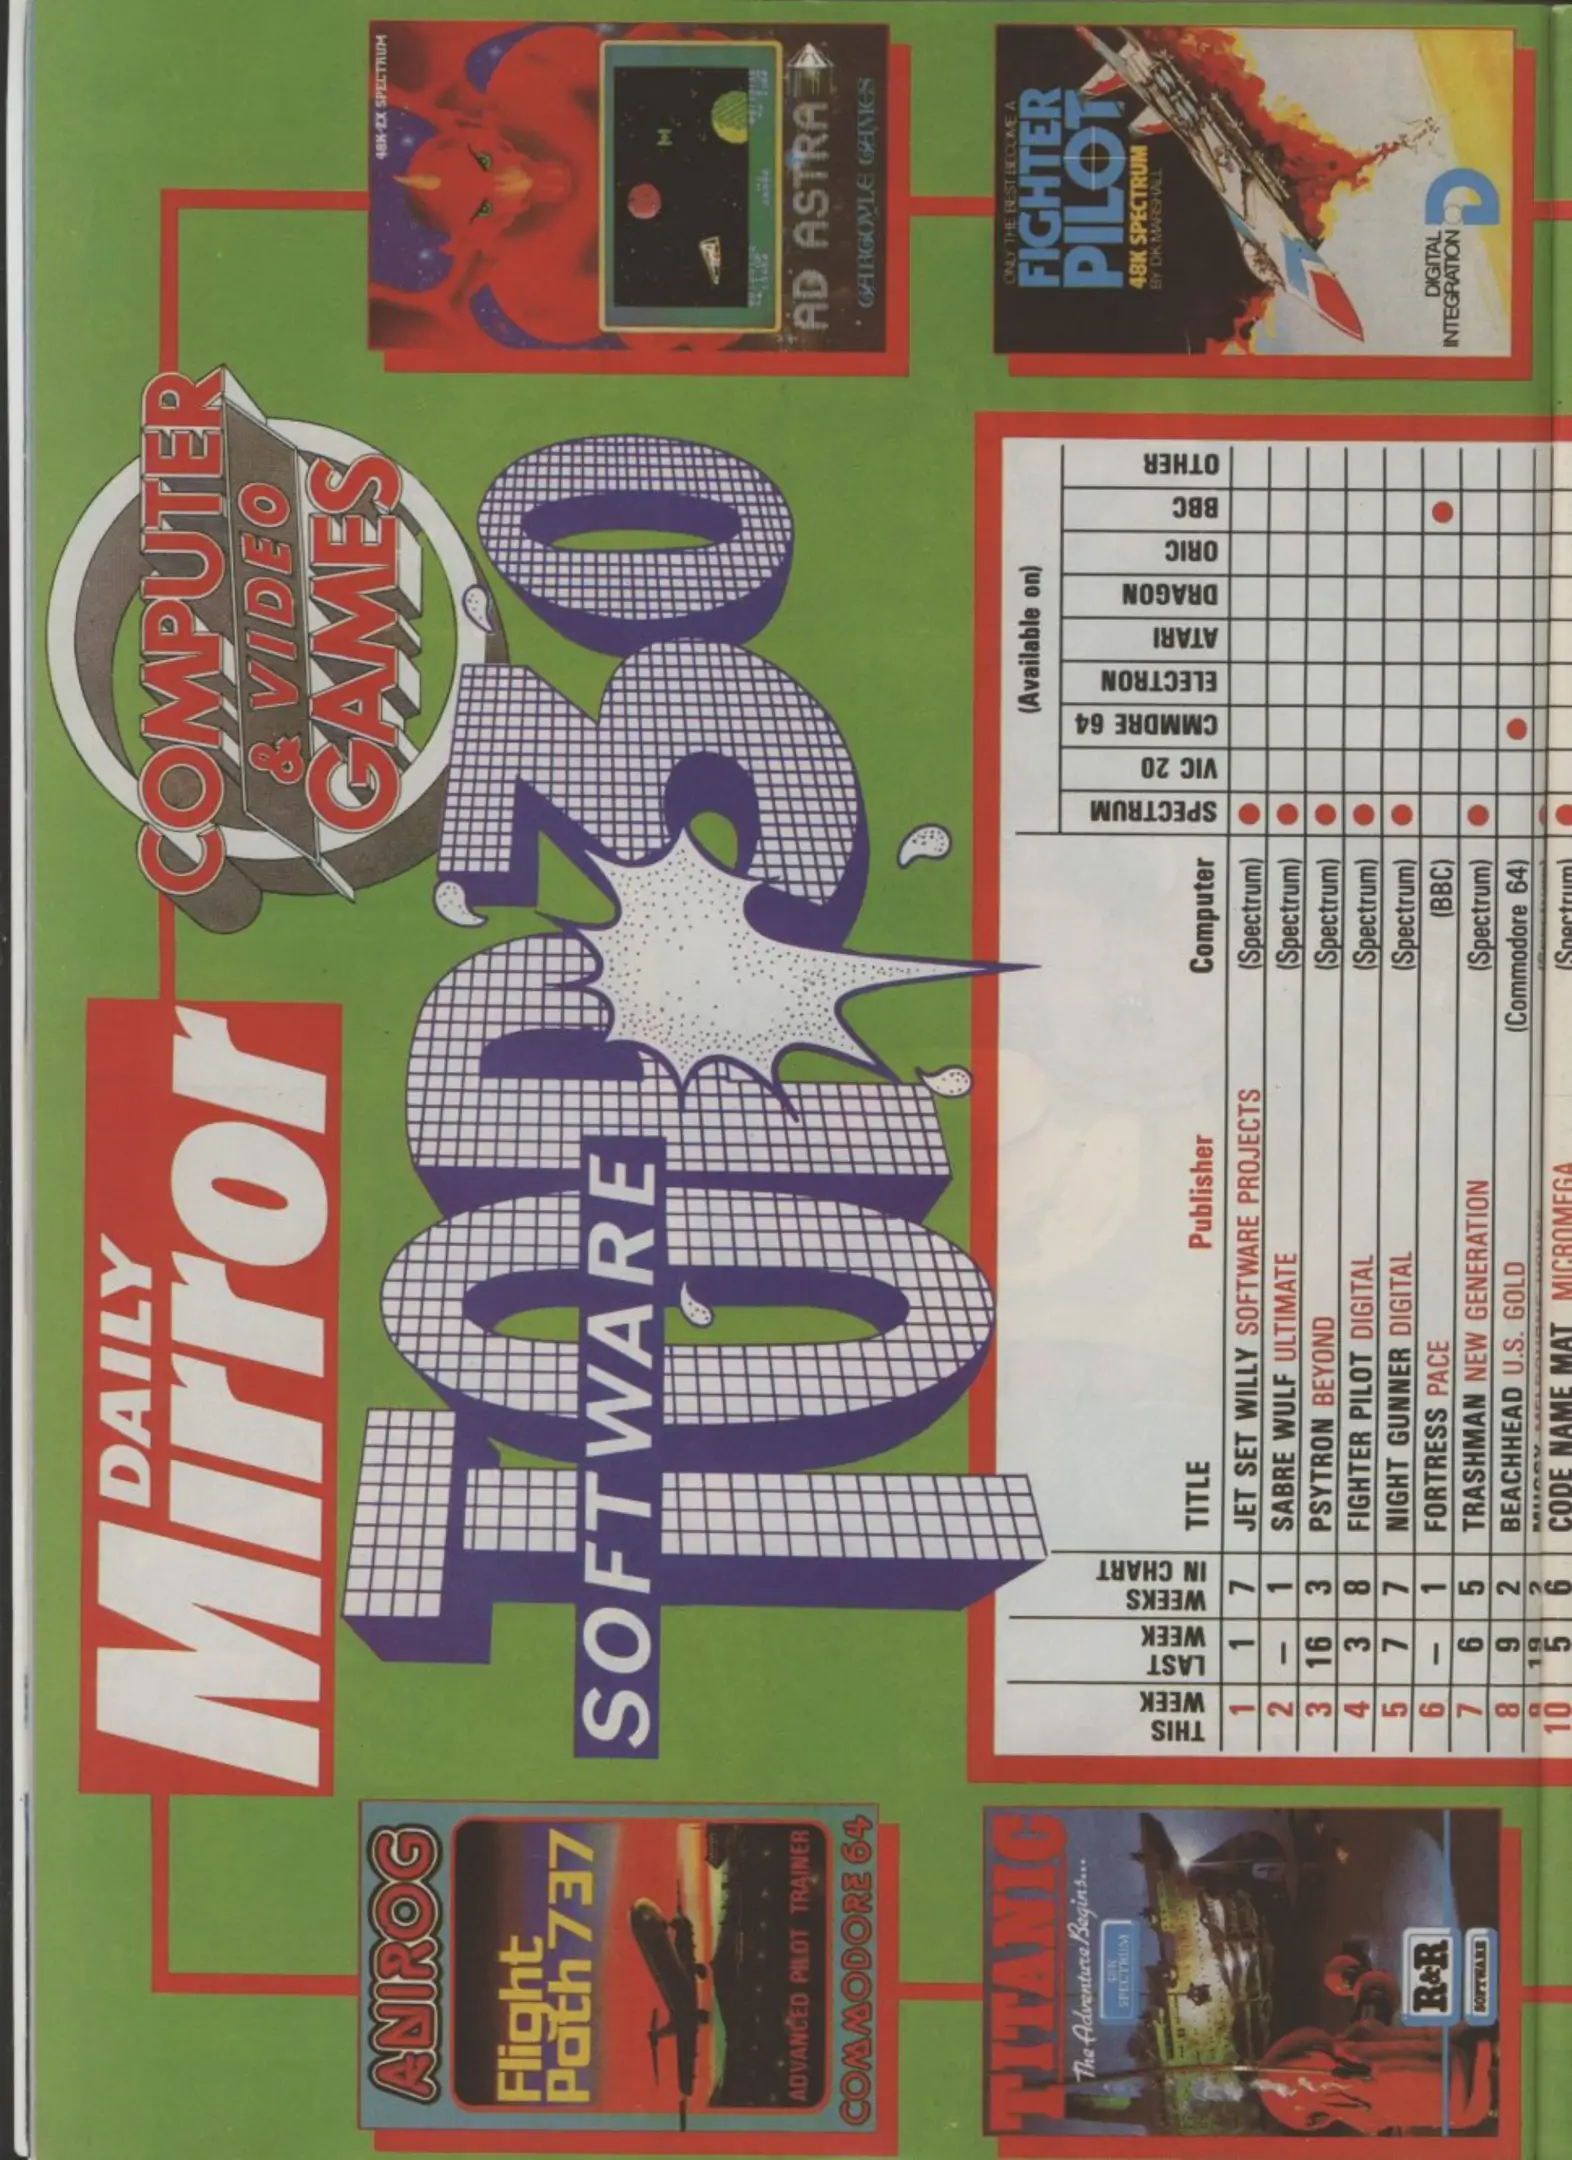 DAILY
Mirror
COMPUTER
& VIDEO
GAMES
TOP 30
SOFTWARE
ANIROG
Flight
Path 737
ADVANCED PILOT TRAINER
COMMODORE 64
48K ZX SPECTRUM
AD ASTRA
GARGOYLE GAMES
TITANIC
The Adventure Begins...
48K
SPECTRUM
R&R
SOFTWARE
ONLY THE BEST BECOME A
FIGHTER
PILOT
48K SPECTRUM
BY DK MARSHALL
DIGITAL
INTEGRATION
(Available on)
THIS WEEK LAST WEEK WEEKS IN CHART TITLE Publisher Computer SPECTRUM VIC 20 CMMDRE 64 ELECTRON ATARI DRAGON ORIC BBC OTHER
1 1 7 JET SET WILLY SOFTWARE PROJECTS (Spectrum)
2 – 1 SABRE WULF ULTIMATE (Spectrum)
3 16 3 PSYTRON BEYOND (Spectrum)
4 3 8 FIGHTER PILOT DIGITAL (Spectrum)
5 7 7 NIGHT GUNNER DIGITAL (Spectrum)
6 – 1 FORTRESS PACE (BBC)
7 6 5 TRASHMAN NEW GENERATION (Spectrum)
8 9 2 BEACHHEAD U.S. GOLD (Commodore 64)
9 19 2
10 5 6 CODE NAME MAT MICROMEGA (Spectrum)